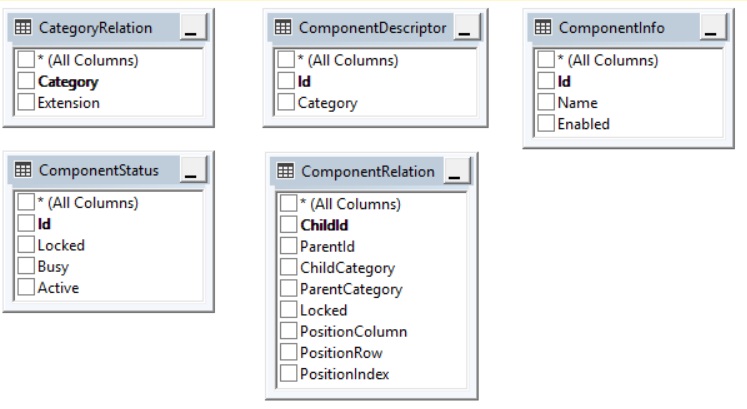 CategoryRelation
* (All Columns)
Category
Extension
ComponentDescriptor
* (All Columns)
Id
Category
ComponentInfo
* (All Columns)
Id
Name
Enabled
ComponentStatus
* (All Columns)
Id
Locked
Busy
Active
ComponentRelation
* (All Columns)
ChildId
ParentId
ChildCategory
ParentCategory
Locked
PositionColumn
PositionRow
PositionIndex